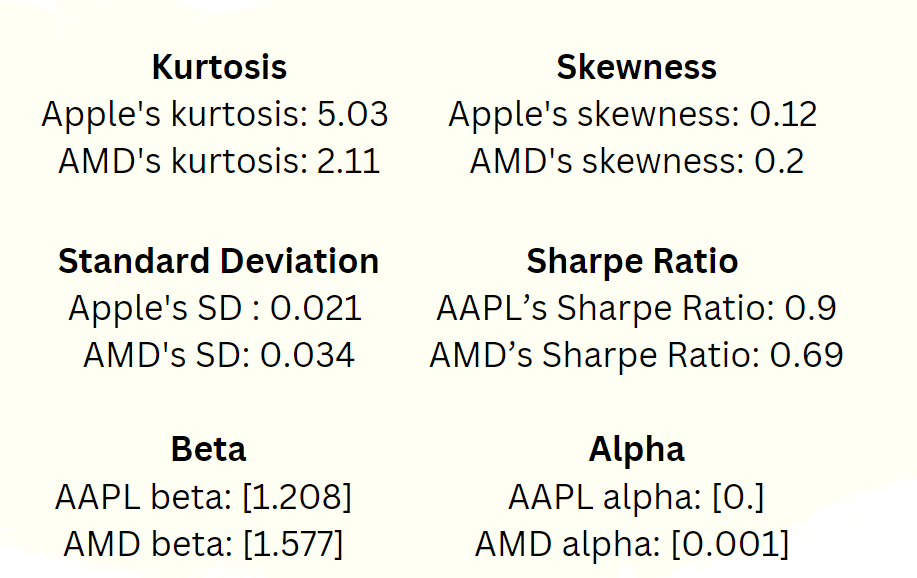 Kurtosis
Apple's kurtosis: 5.03
AMD's kurtosis: 2.11
Skewness
Apple's skewness: 0.12
AMD's skewness: 0.2
Standard Deviation
Apple's SD : 0.021
AMD's SD: 0.034
Sharpe Ratio
AAPL’s Sharpe Ratio: 0.9
AMD’s Sharpe Ratio: 0.69
Beta
AAPL beta: [1.208]
AMD beta: [1.577]
Alpha
AAPL alpha: [0.]
AMD alpha: [0.001]